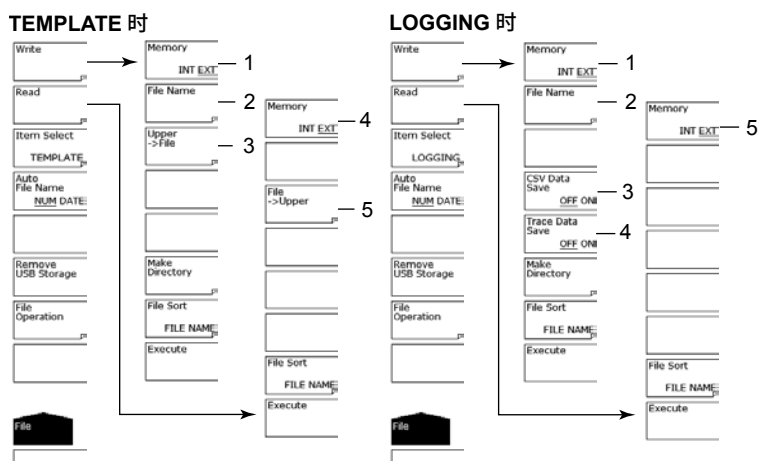 TEMPLATE 时
Write
Read
Item Select
TEMPLATE
Auto
File Name
NUM DATE
Remove
USB Storage
File
Operation
File
Memory
INT EXT
1
File Name
2
Upper
->File
3
Make
Directory
File Sort
FILE NAME
Execute
Memory
INT EXT
4
File
->Upper
5
File Sort
FILE NAME
Execute
LOGGING 时
Write
Read
Item Select
LOGGING
Auto
File Name
NUM DATE
Remove
USB Storage
File
Operation
File
Memory
INT EXT
1
File Name
2
CSV Data
Save
OFF ON
3
Trace Data
Save
OFF ON
4
Make
Directory
File Sort
FILE NAME
Execute
Memory
INT EXT
5
File Sort
FILE NAME
Execute